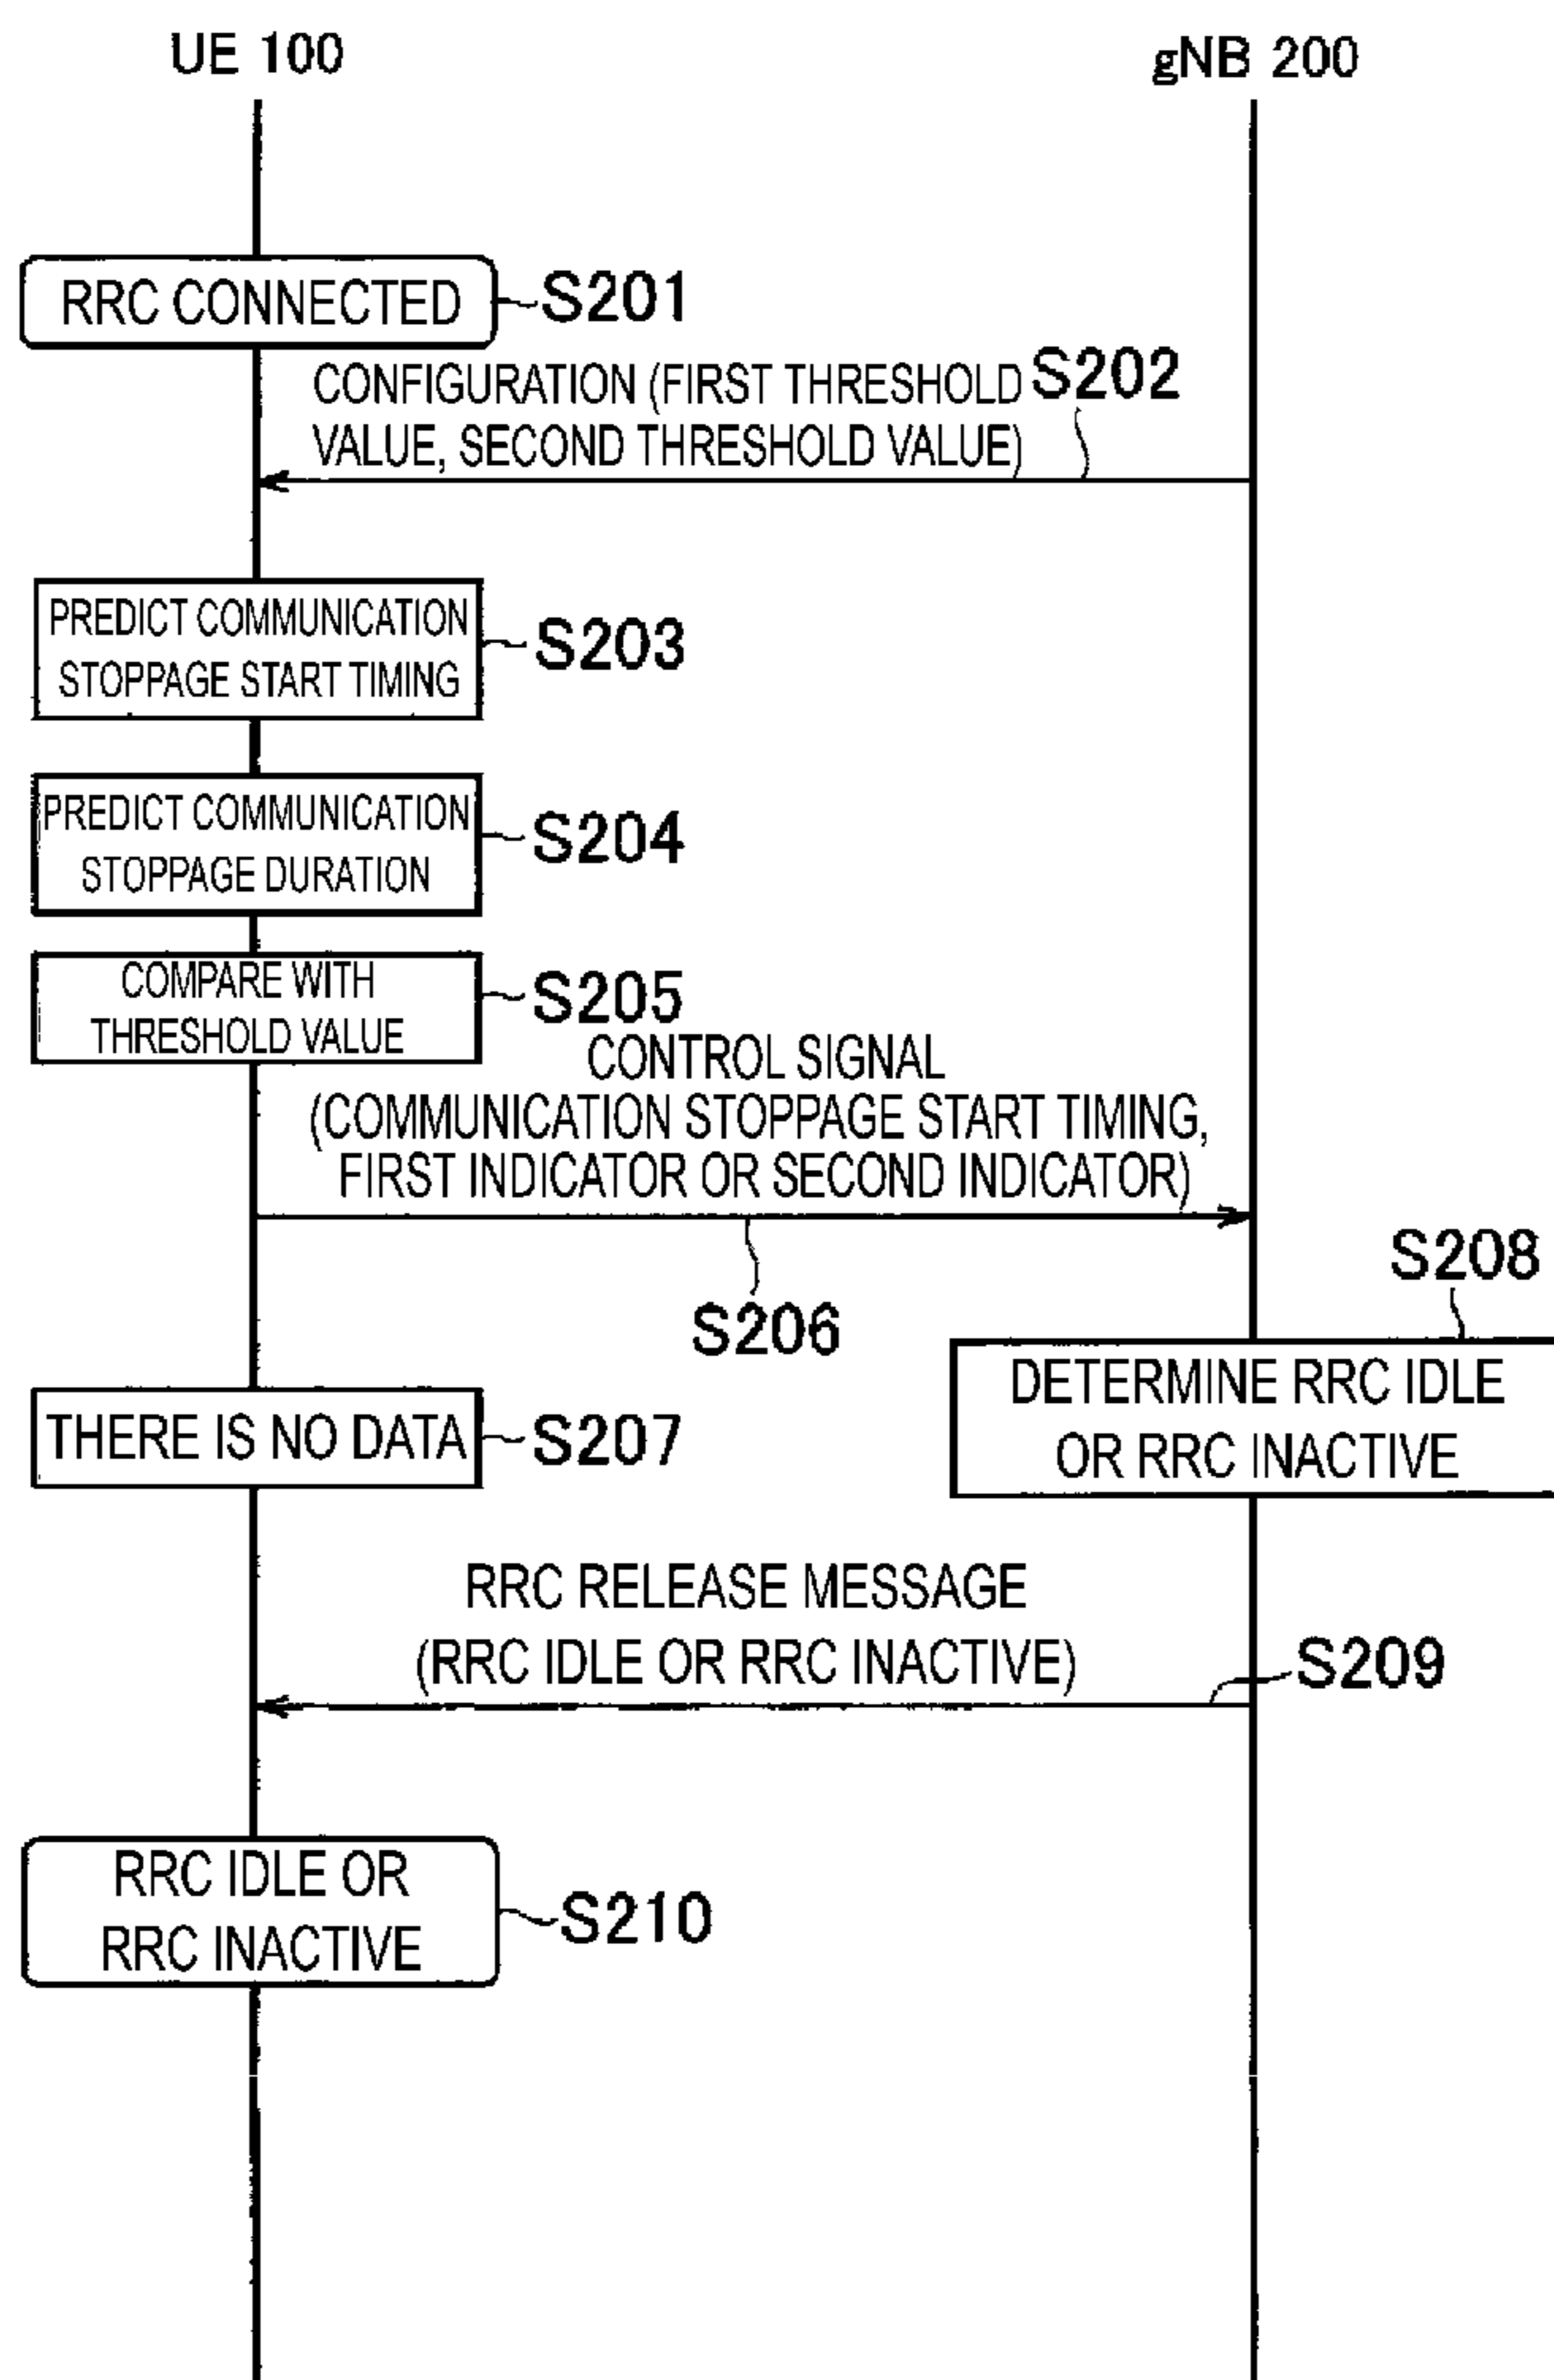 UE 100
gNB 200
RRC CONNECTED
S201
CONFIGURATION (FIRST THRESHOLD
VALUE, SECOND THRESHOLD VALUE)
S202
PREDICT COMMUNICATION
STOPPAGE START TIMING
S203
PREDICT COMMUNICATION
STOPPAGE DURATION
S204
COMPARE WITH
THRESHOLD VALUE
S205
CONTROL SIGNAL
(COMMUNICATION STOPPAGE START TIMING,
FIRST INDICATOR OR SECOND INDICATOR)
S206
S208
DETERMINE RRC IDLE
OR RRC INACTIVE
THERE IS NO DATA
S207
RRC RELEASE MESSAGE
(RRC IDLE OR RRC INACTIVE)
S209
RRC IDLE OR
RRC INACTIVE
S210